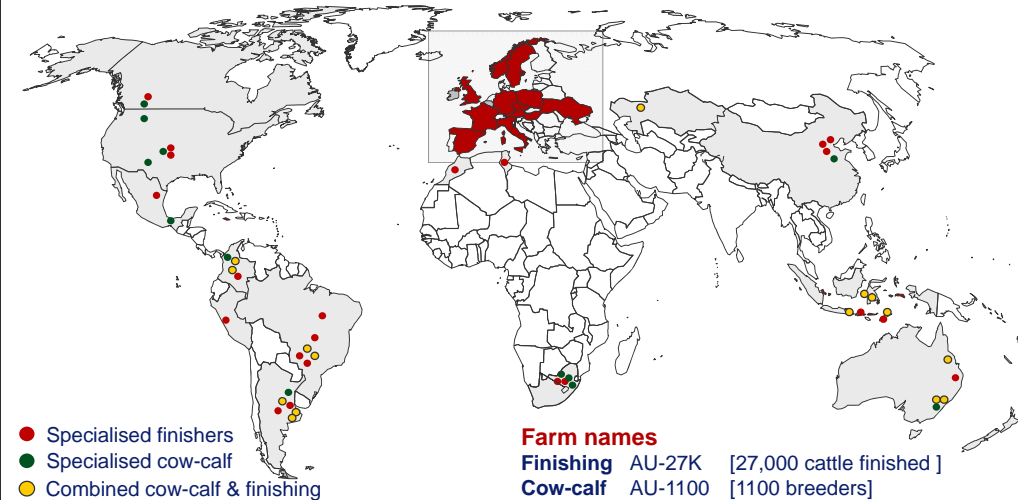 Specialised finishers
Specialised cow-calf
Combined cow-calf & finishing
Farm names
Finishing AU-27K [27,000 cattle finished ]
Cow-calf AU-1100 [1100 breeders]